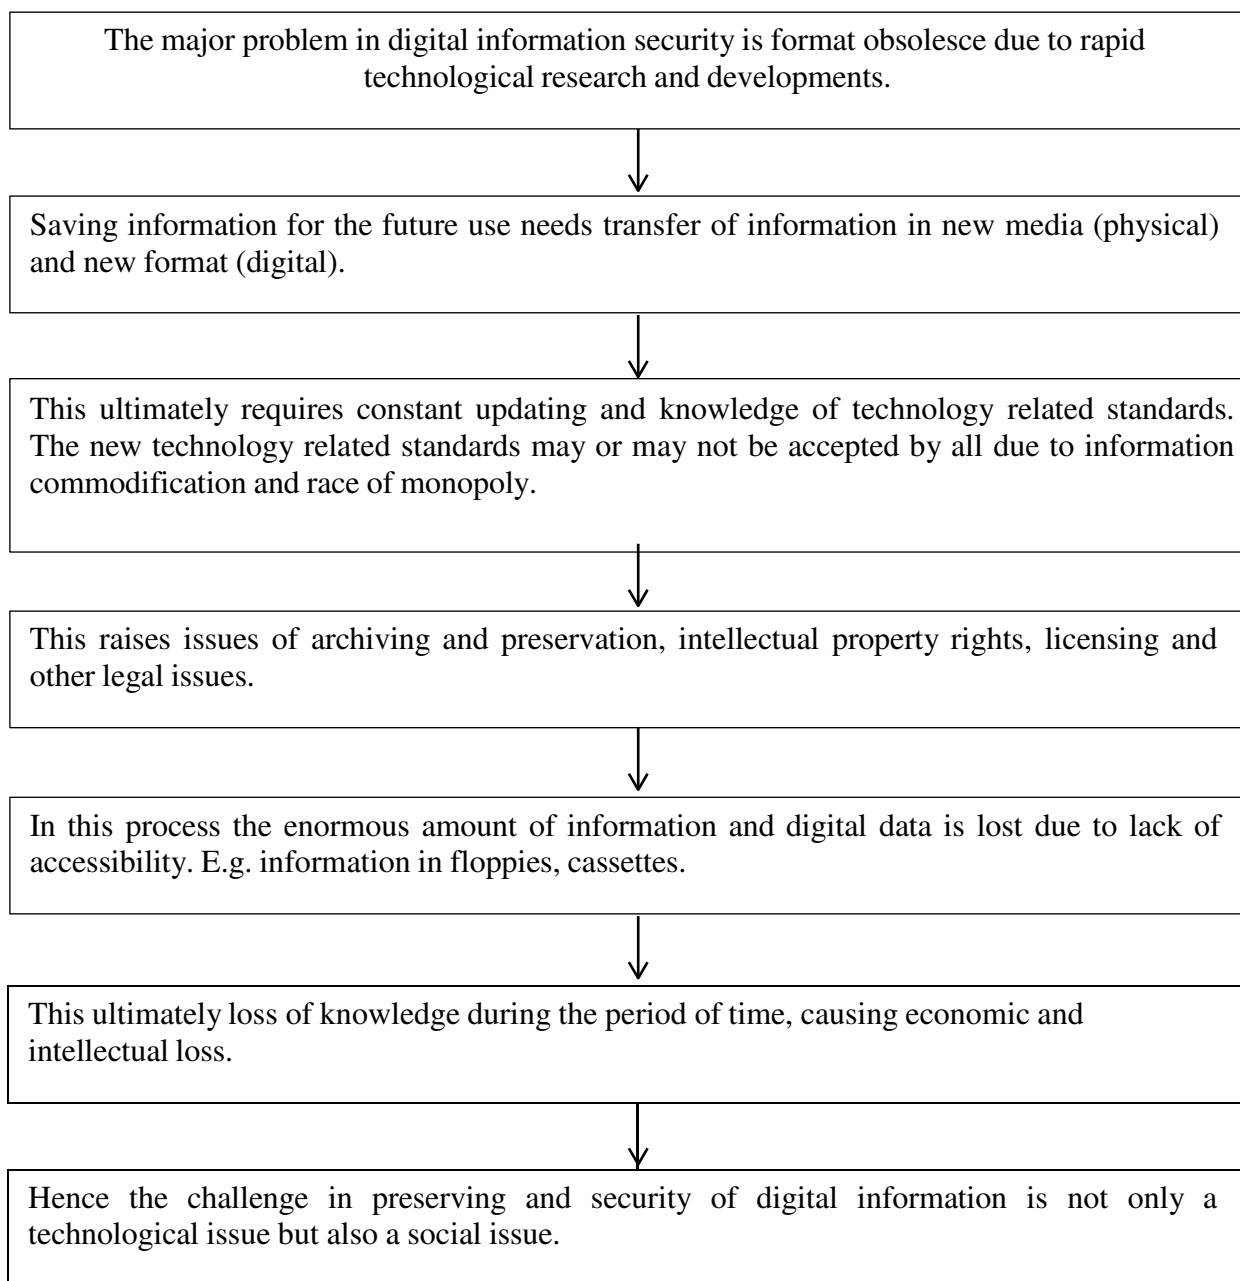 The major problem in digital information security is format obsolesce due to rapid
technological research and developments.
Saving information for the future use needs transfer of information in new media (physical)
and new format (digital).
This ultimately requires constant updating and knowledge of technology related standards.
The new technology related standards may or may not be accepted by all due to information
commodification and race of monopoly.
This raises issues of archiving and preservation, intellectual property rights, licensing and
other legal issues.
In this process the enormous amount of information and digital data is lost due to lack of
accessibility. E.g. information in floppies, cassettes.
This ultimately loss of knowledge during the period of time, causing economic and
intellectual loss.
Hence the challenge in preserving and security of digital information is not only a
technological issue but also a social issue.